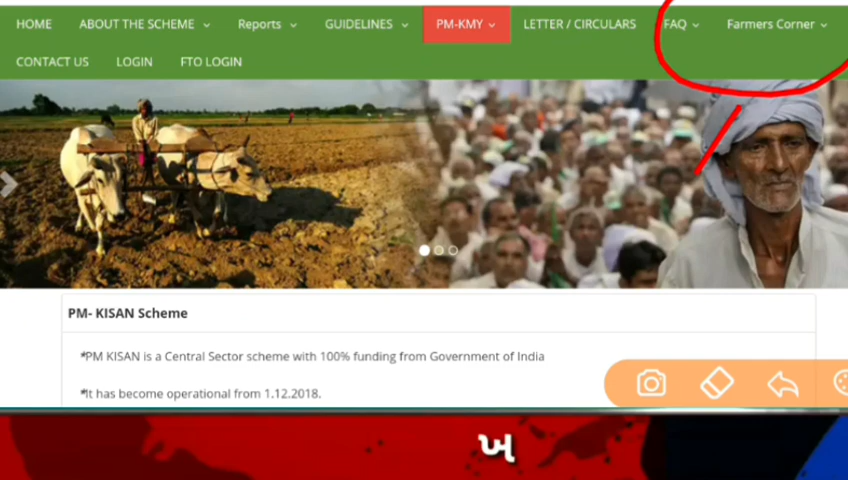 HOME ABOUT THE SCHEME Reports GUIDELINES PM-KMY LETTER / CIRCULARS FAQ Farmers Corner
CONTACT US LOGIN FTO LOGIN
PM- KISAN Scheme
*PM KISAN is a Central Sector scheme with 100% funding from Government of India
*It has become operational from 1.12.2018.
ખ્